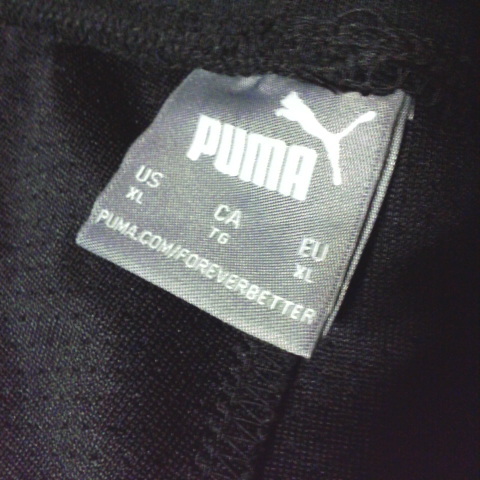 PUMA
US CA EU
XL TG XL
PUMA.COM/FOREVERBETTER